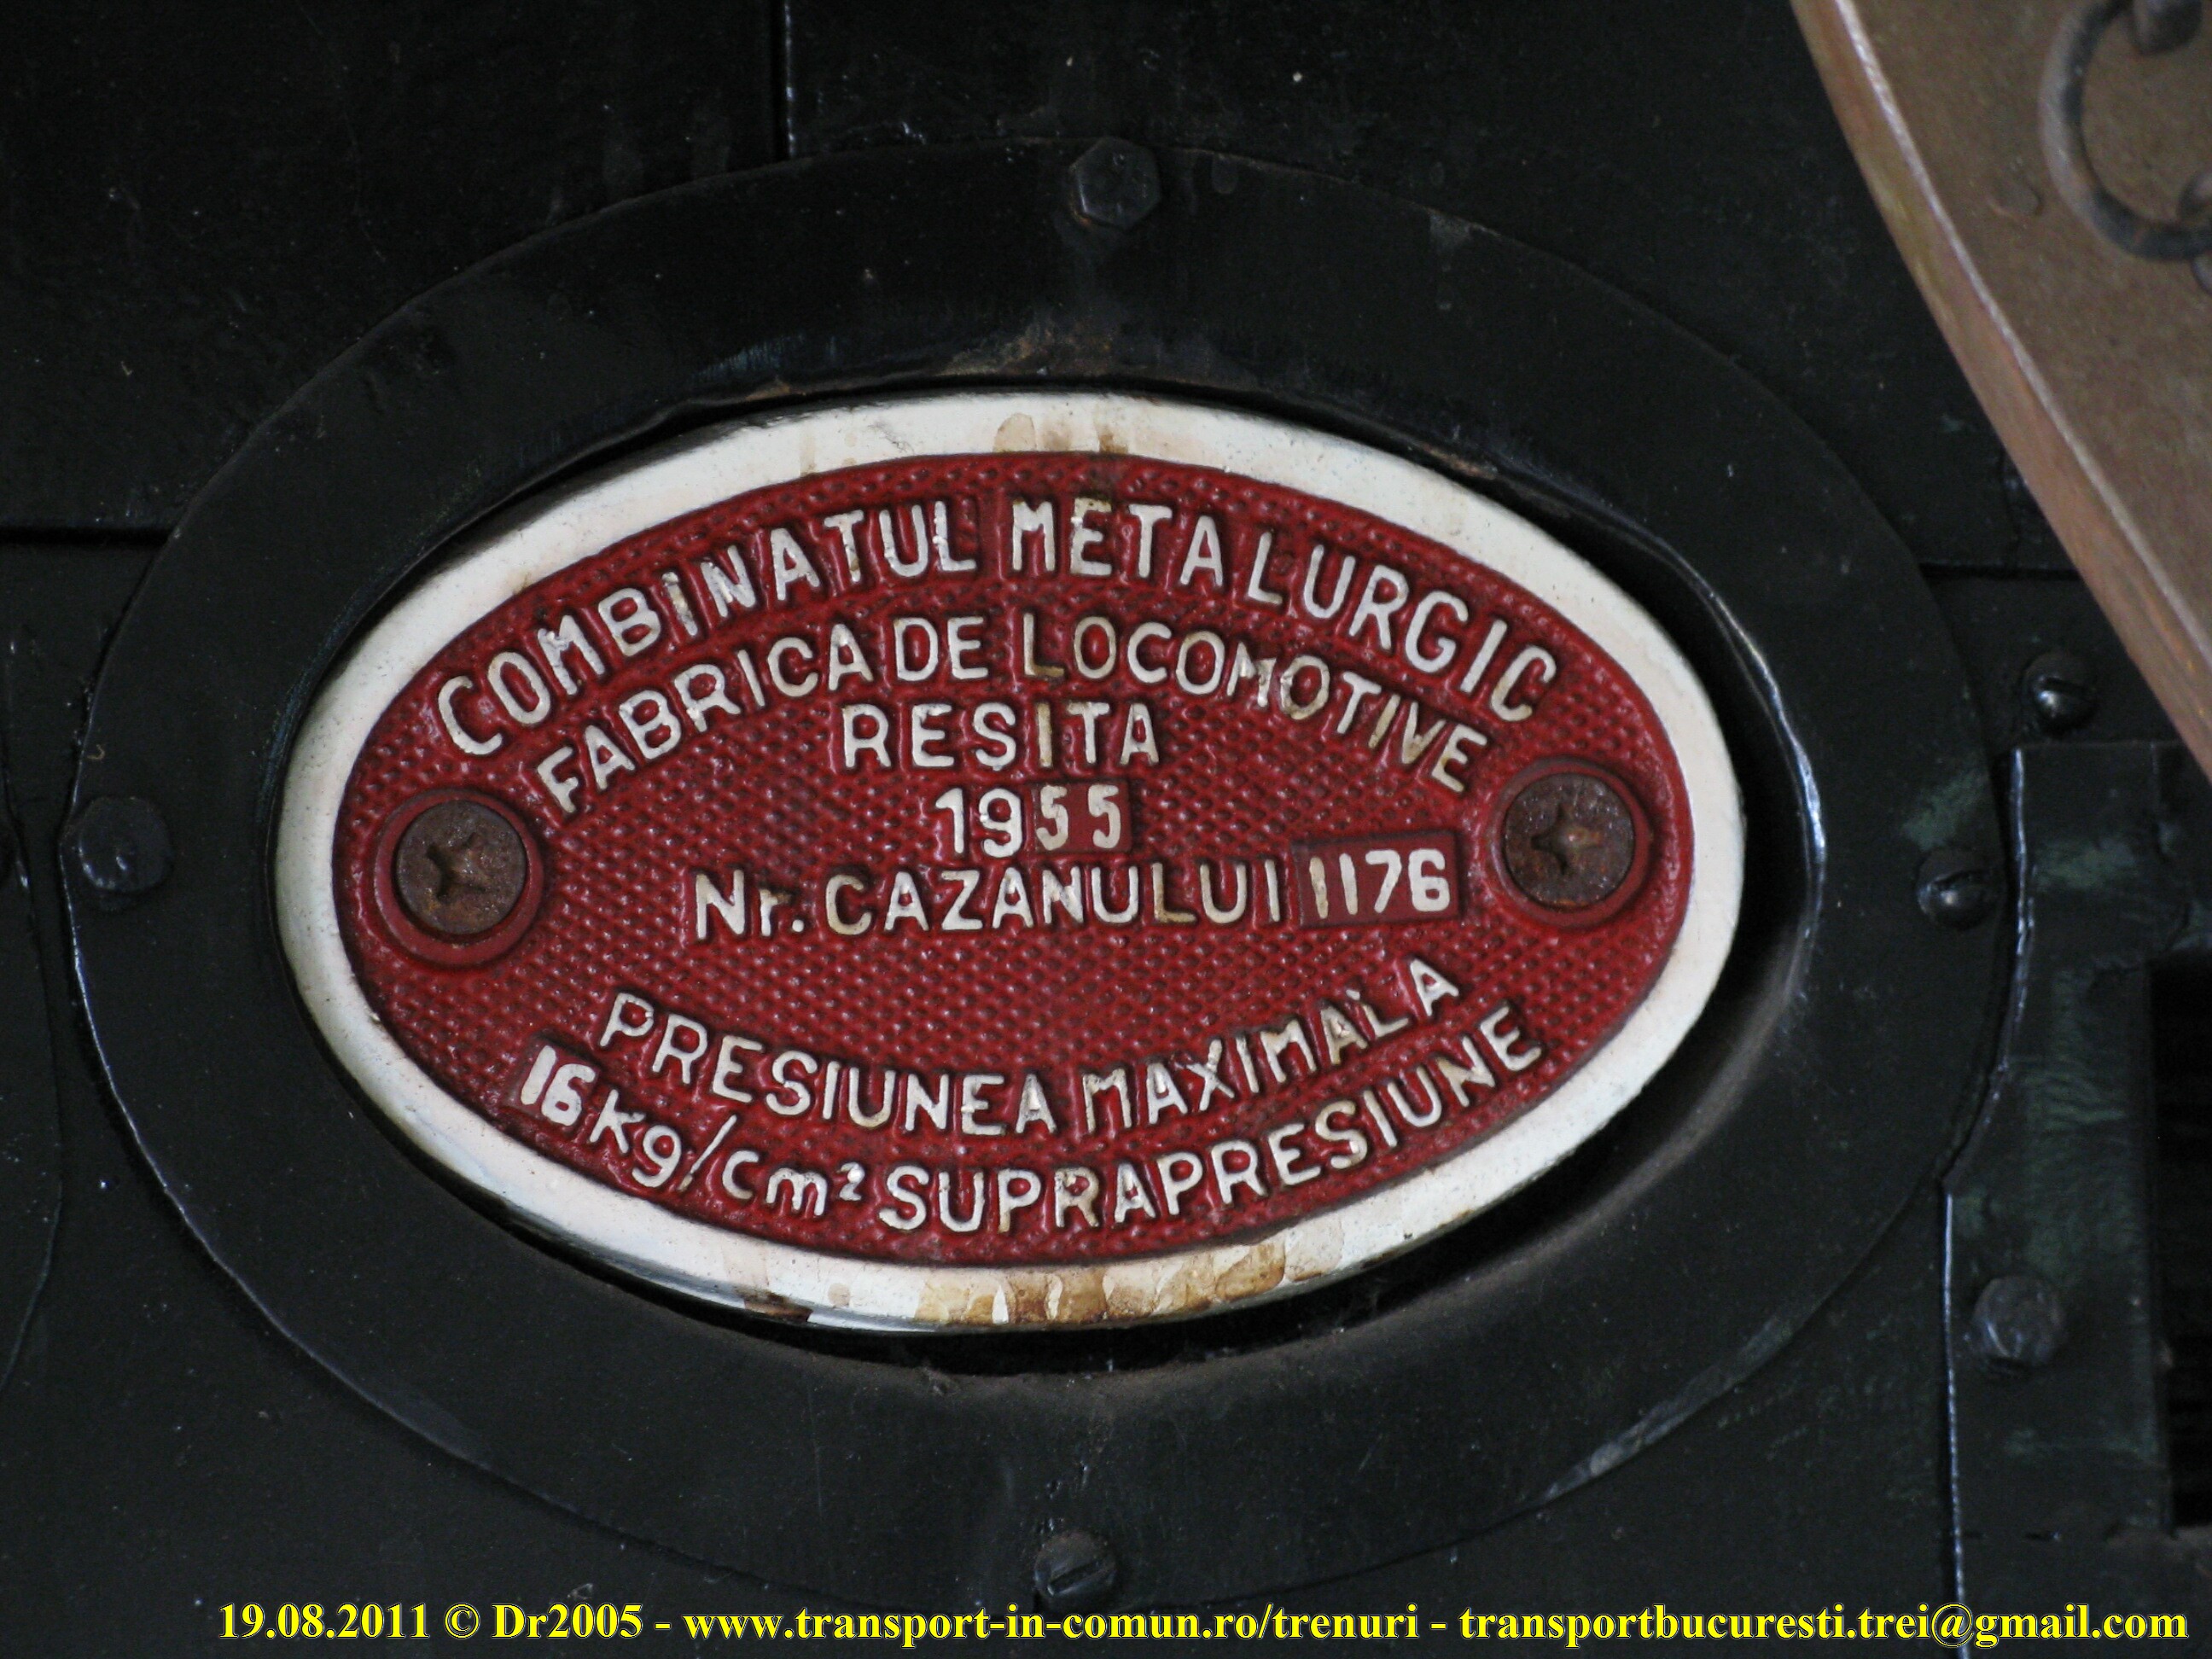 COMBINATUL METALURGIC
FABRICA DE LOCOMOTIVE
REȘITA
1955
Nr. CAZANULUI 1176
PRESIUNEA MAXIMALA
16 Kg/cm² SUPRAPRESIUNE
19.08.2011 © Dr2005 - www.transport-in-comun.ro/trenuri - transportbucuresti.trei@gmail.com